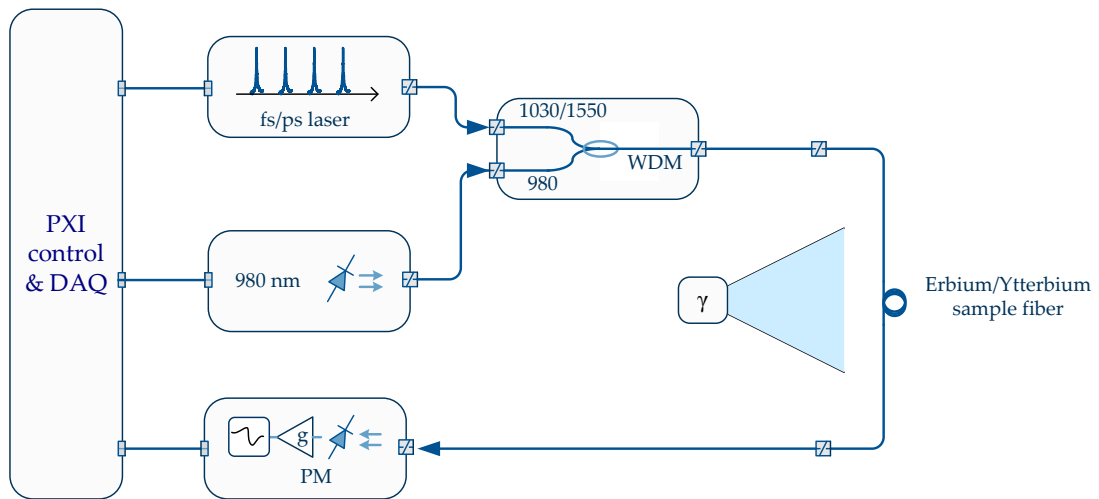 PXI
control
& DAQ
fs/ps laser
1030/1550
WDM
980
980 nm
γ
Erbium/Ytterbium
sample fiber
g
PM